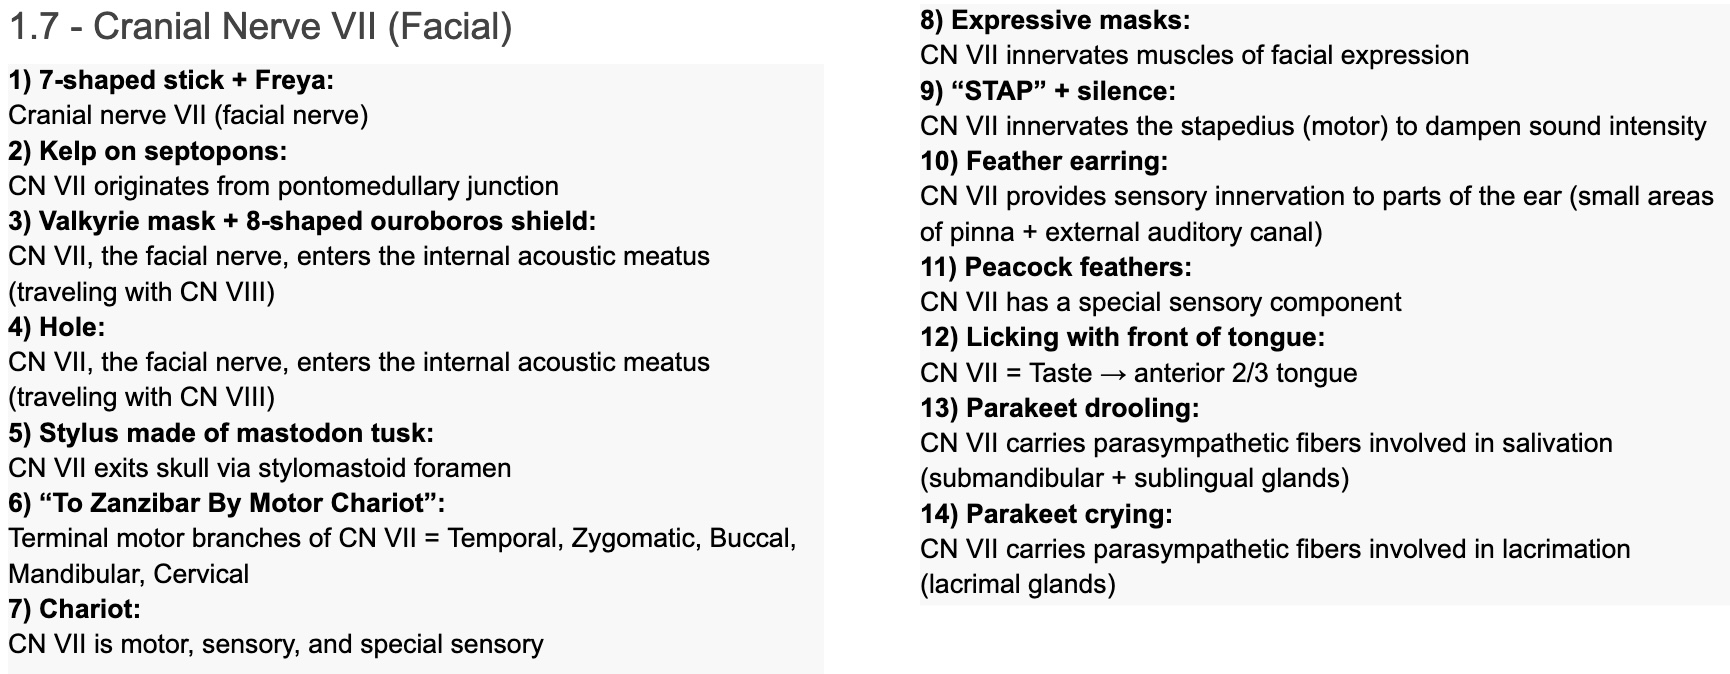 1.7 - Cranial Nerve VII (Facial)
1) 7-shaped stick + Freya:
Cranial nerve VII (facial nerve)
2) Kelp on septopons:
CN VII originates from pontomedullary junction
3) Valkyrie mask + 8-shaped ouroboros shield:
CN VII, the facial nerve, enters the internal acoustic meatus
(traveling with CN VIII)
4) Hole:
CN VII, the facial nerve, enters the internal acoustic meatus
(traveling with CN VIII)
5) Stylus made of mastodon tusk:
CN VII exits skull via stylomastoid foramen
6) “To Zanzibar By Motor Chariot”:
Terminal motor branches of CN VII = Temporal, Zygomatic, Buccal,
Mandibular, Cervical
7) Chariot:
CN VII is motor, sensory, and special sensory
8) Expressive masks:
CN VII innervates muscles of facial expression
9) “STAP” + silence:
CN VII innervates the stapedius (motor) to dampen sound intensity
10) Feather earring:
CN VII provides sensory innervation to parts of the ear (small areas
of pinna + external auditory canal)
11) Peacock feathers:
CN VII has a special sensory component
12) Licking with front of tongue:
CN VII = Taste → anterior 2/3 tongue
13) Parakeet drooling:
CN VII carries parasympathetic fibers involved in salivation
(submandibular + sublingual glands)
14) Parakeet crying:
CN VII carries parasympathetic fibers involved in lacrimation
(lacrimal glands)